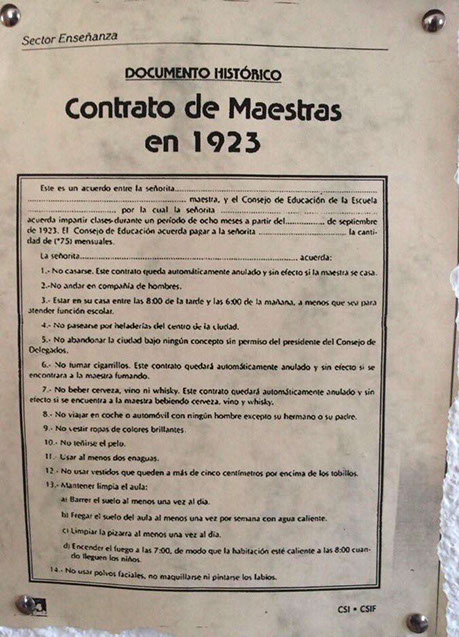 Sector Enseñanza
DOCUMENTO HISTÓRICO
Contrato de Maestras
en 1923
Este es un acuerdo entre la señorita........................................
........................................ maestra, y el Consejo de Educación de la Escuela
........................................ por la cual la señorita ........................................
acuerda impartir clases durante un período de ocho meses a partir del............... de septiembre
de 1923. El Consejo de Educación acuerda pagar a la señorita ........................ la canti-
dad de (*75) mensuales.
La señorita........................................ acuerda:
1.- No casarse. Este contrato queda automáticamente anulado y sin efecto si la maestra se casa.
2.- No andar en compañía de hombres.
3.- Estar en su casa entre las 8:00 de la tarde y las 6:00 de la mañana, a menos que sea para
atender función escolar.
4.- No pasearse por heladerías del centro de la ciudad.
5.- No abandonar la ciudad bajo ningún concepto sin permiso del presidente del Consejo de
Delegados.
6.- No fumar cigarrillos. Este contrato quedará automáticamente anulado y sin efecto si se
encontrara a la maestra fumando.
7.- No beber cerveza, vino ni whisky. Este contrato quedará automáticamente anulado y sin
efecto si se encuentra a la maestra bebiendo cerveza, vino y whisky.
8.- No viajar en coche o automóvil con ningún hombre excepto su hermano o su padre.
9.- No vestir ropas de colores brillantes.
10.- No teñirse el pelo.
11.- Usar al menos dos enaguas.
12.- No usar vestidos que queden a más de cinco centímetros por encima de los tobillos.
13.- Mantener limpia el aula:
a) Barrer el suelo al menos una vez al día.
b) Fregar el suelo del aula al menos una vez por semana con agua caliente.
c) Limpiar la pizarra al menos una vez al día.
d) Encender el fuego a las 7:00, de modo que la habitación esté caliente a las 8:00 cuan-
do lleguen los niños.
14.- No usar polvos faciales, no maquillarse ni pintarse los labios.
CSI • CSIF